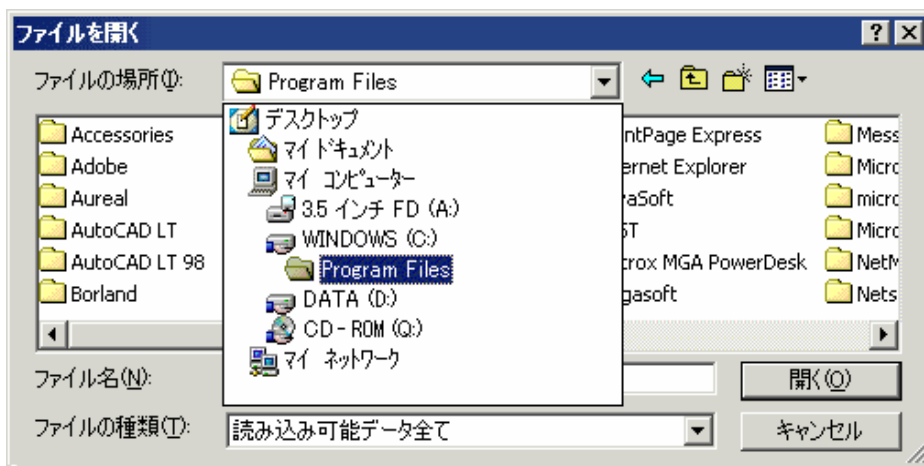 ファイルを開く
ファイルの場所(I):
Program Files
デスクトップ
マイ ドキュメント
マイ コンピューター
3.5 インチ FD (A:)
WINDOWS (C:)
Program Files
DATA (D:)
CD-ROM (Q:)
マイ ネットワーク
Accessories
Adobe
Aureal
AutoCAD LT
AutoCAD LT 98
Borland
ntPage Express
ernet Explorer
vaSoft
ST
trox MGA PowerDesk
gasoft
Mess
Micro
micro
Micro
NetM
Nets
ファイル名(N):
開く(O)
ファイルの種類(T):
読み込み可能データ全て
キャンセル